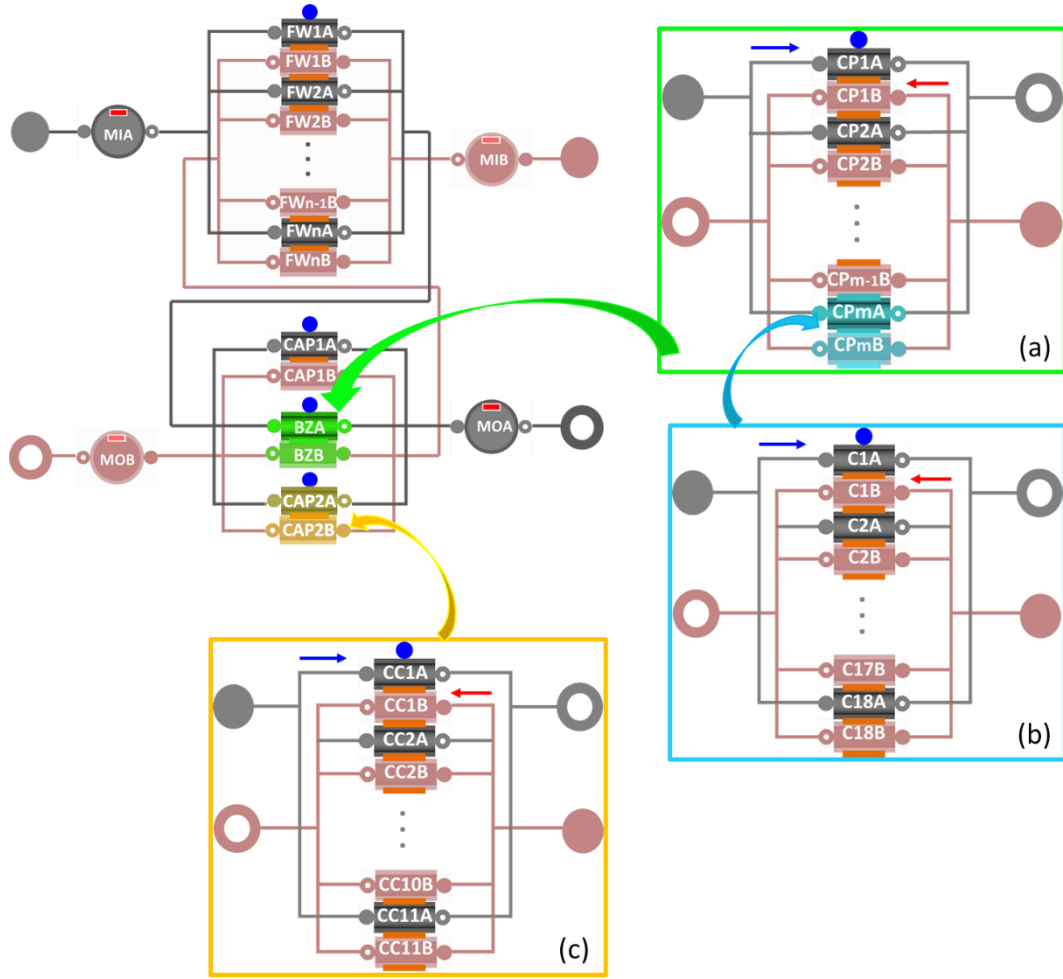 FW1A
FW1B
FW2A
FW2B
FWn-1B
FWnA
FWnB
MIA
MIB
CAP1A
CAP1B
BZA
BZB
CAP2A
CAP2B
MOA
MOB
CP1A
CP1B
CP2A
CP2B
CPm-1B
CPmA
CPmB
(a)
C1A
C1B
C2A
C2B
C17B
C18A
C18B
(b)
CC1A
CC1B
CC2A
CC2B
CC10B
CC11A
CC11B
(c)